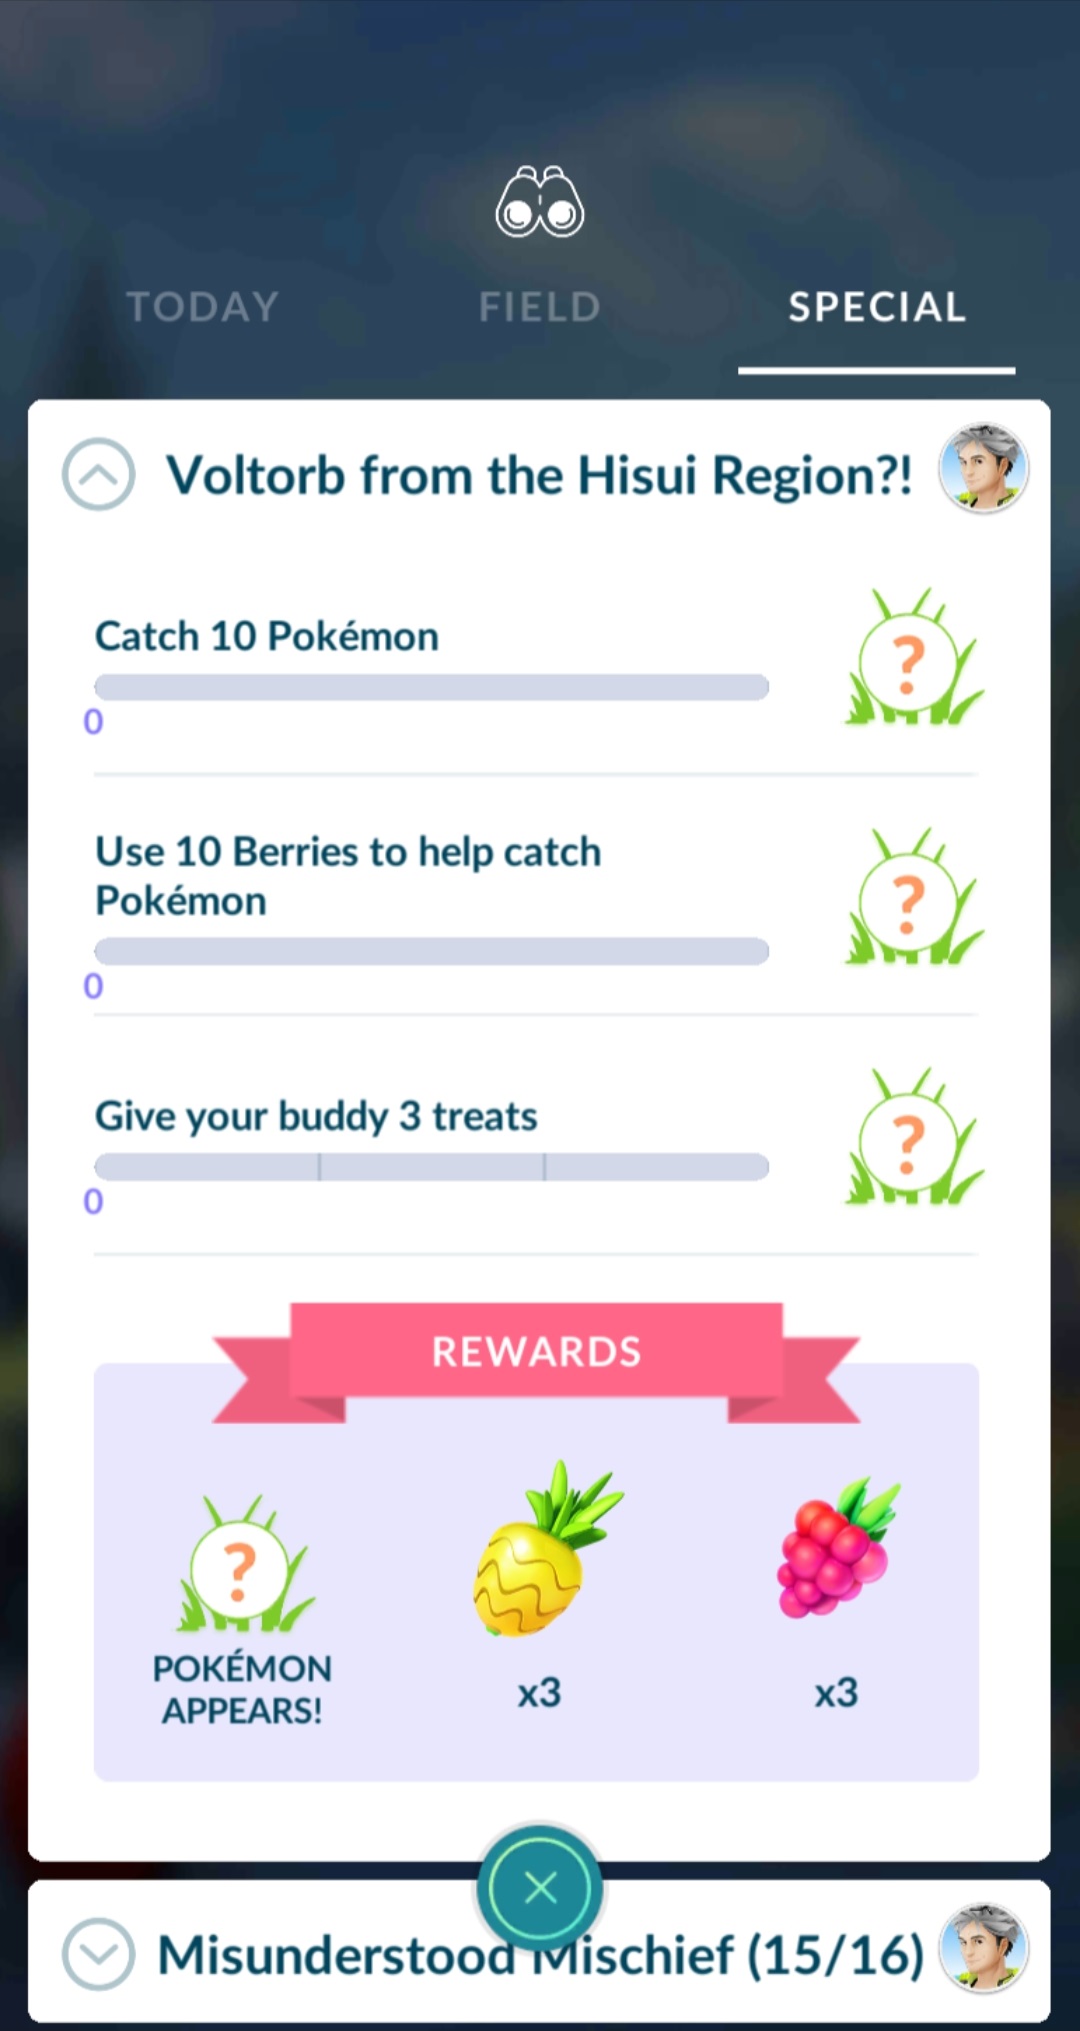 TODAY
FIELD
SPECIAL
Voltorb from the Hisui Region?!
Catch 10 Pokémon
?
0
Use 10 Berries to help catch
Pokémon
?
0
Give your buddy 3 treats
?
0
REWARDS
?
POKÉMON
APPEARS!
x3
x3
Misunderstood Mischief (15/16)